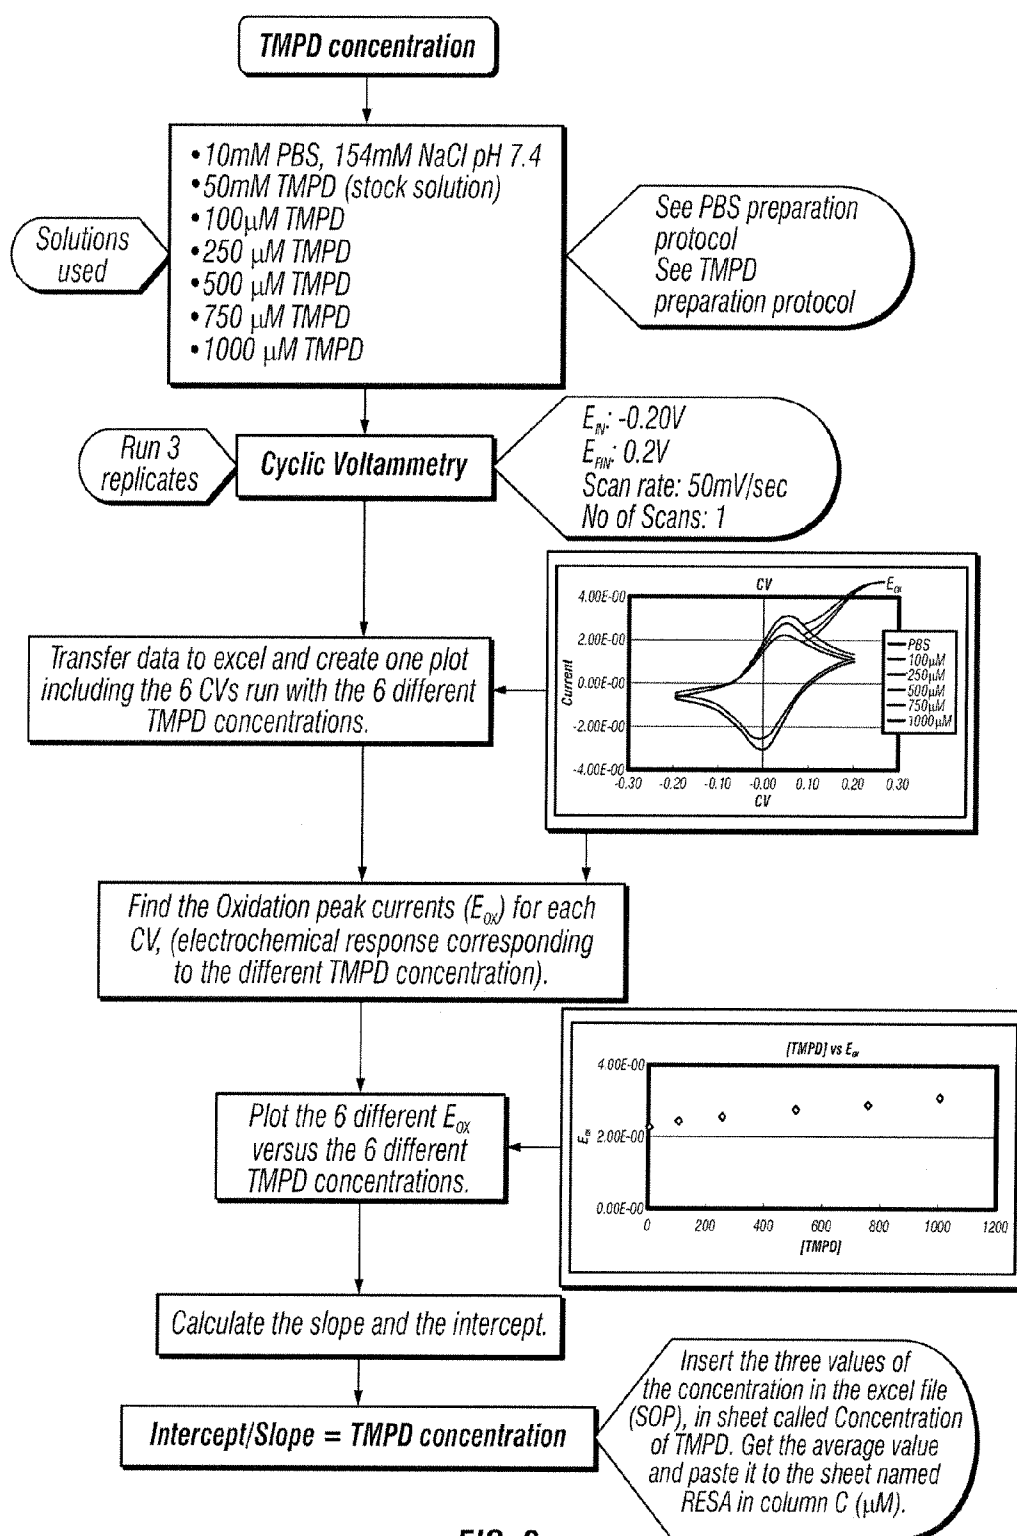 TMPD concentration
•10mM PBS, 154mM NaCl pH 7.4
•50mM TMPD (stock solution)
•100µM TMPD
•250 µM TMPD
•500 µM TMPD
•750 µM TMPD
•1000 µM TMPD
Solutions
used
See PBS preparation
protocol
See TMPD
preparation protocol
Run 3
replicates
Cyclic Voltammetry
E_IN: -0.20V
E_FIN: 0.2V
Scan rate: 50mV/sec
No of Scans: 1
Transfer data to excel and create one plot
including the 6 CVs run with the 6 different
TMPD concentrations.
CV
E_ox
4.00E-00
2.00E-00
0.00E-00
-2.00E-00
-4.00E-00
Current
-0.30 -0.20 -0.10 -0.00 0.10 0.20 0.30
CV
PBS
100µM
250µM
500µM
750µM
1000µM
Find the Oxidation peak currents (E_ox) for each
CV, (electrochemical response corresponding
to the different TMPD concentration).
Plot the 6 different E_ox
versus the 6 different
TMPD concentrations.
[TMPD] vs E_ox
4.00E-00
2.00E-00
0.00E-00
E_ox
0 200 400 600 800 1000 1200
[TMPD]
Calculate the slope and the intercept.
Intercept/Slope = TMPD concentration
Insert the three values of
the concentration in the excel file
(SOP), in sheet called Concentration
of TMPD. Get the average value
and paste it to the sheet named
RESA in column C (µM).